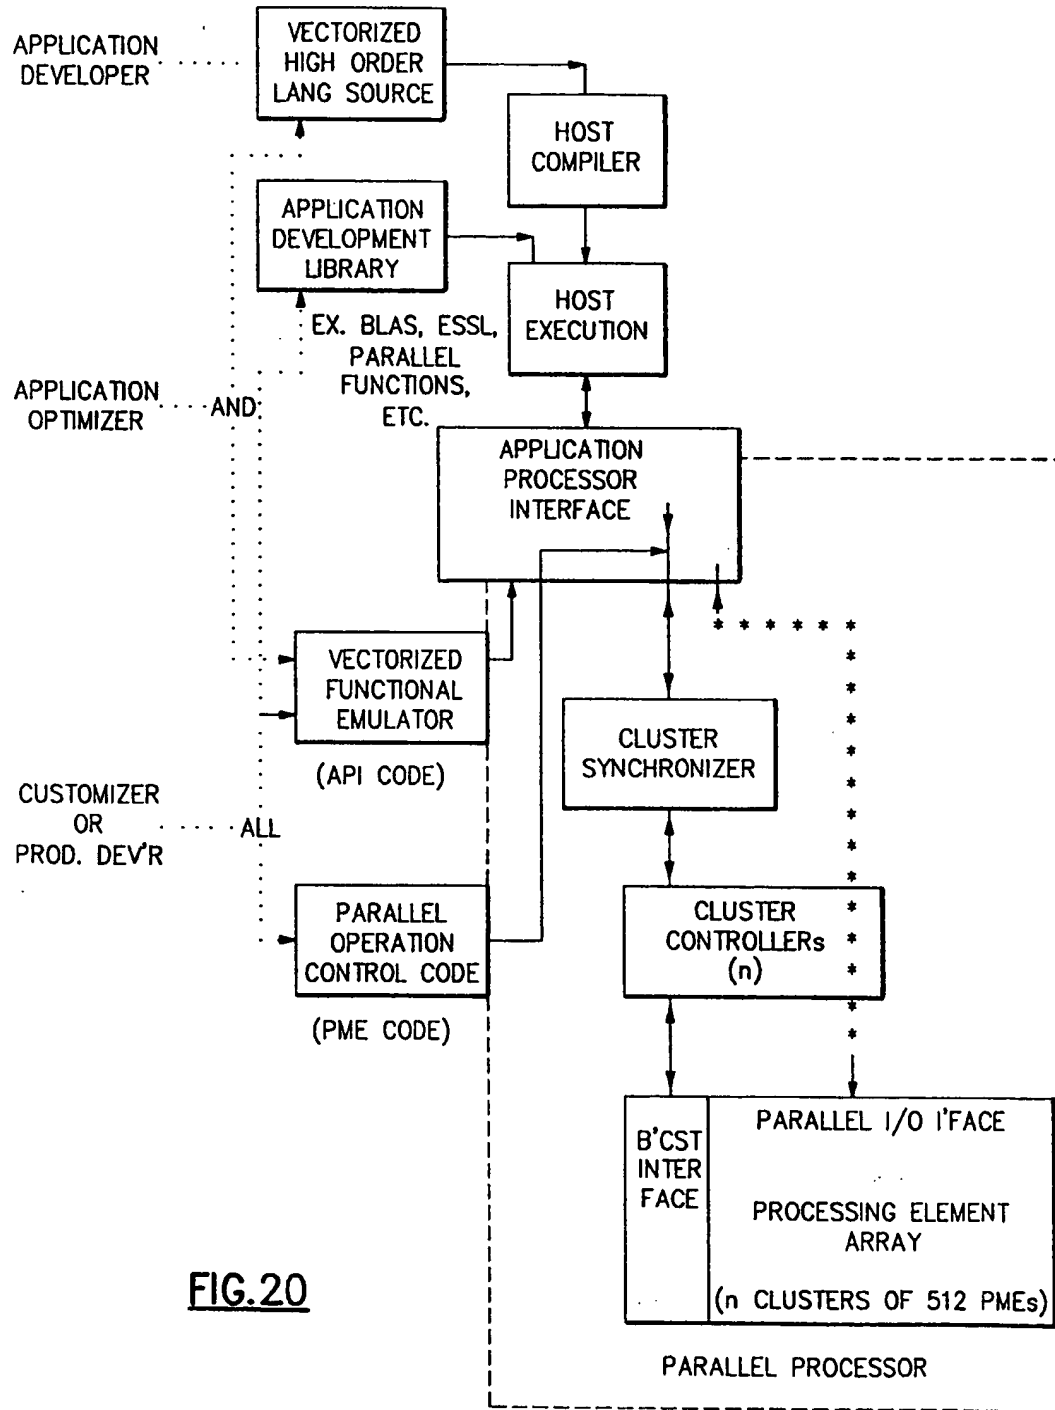 APPLICATION
DEVELOPER
VECTORIZED
HIGH ORDER
LANG SOURCE
HOST
COMPILER
APPLICATION
DEVELOPMENT
LIBRARY
HOST
EXECUTION
EX. BLAS, ESSL,
PARALLEL
FUNCTIONS,
ETC.
APPLICATION
OPTIMIZER
AND
APPLICATION
PROCESSOR
INTERFACE
* * * * * *
*
*
*
*
*
*
*
*
*
*
*
*
*
VECTORIZED
FUNCTIONAL
EMULATOR
(API CODE)
CLUSTER
SYNCHRONIZER
CUSTOMIZER
OR
PROD. DEV'R
ALL
PARALLEL
OPERATION
CONTROL CODE
(PME CODE)
CLUSTER
CONTROLLERs
(n)
B'CST
INTER
FACE
PARALLEL I/O I'FACE
PROCESSING ELEMENT
ARRAY
(n CLUSTERS OF 512 PMEs)
FIG.20
PARALLEL PROCESSOR